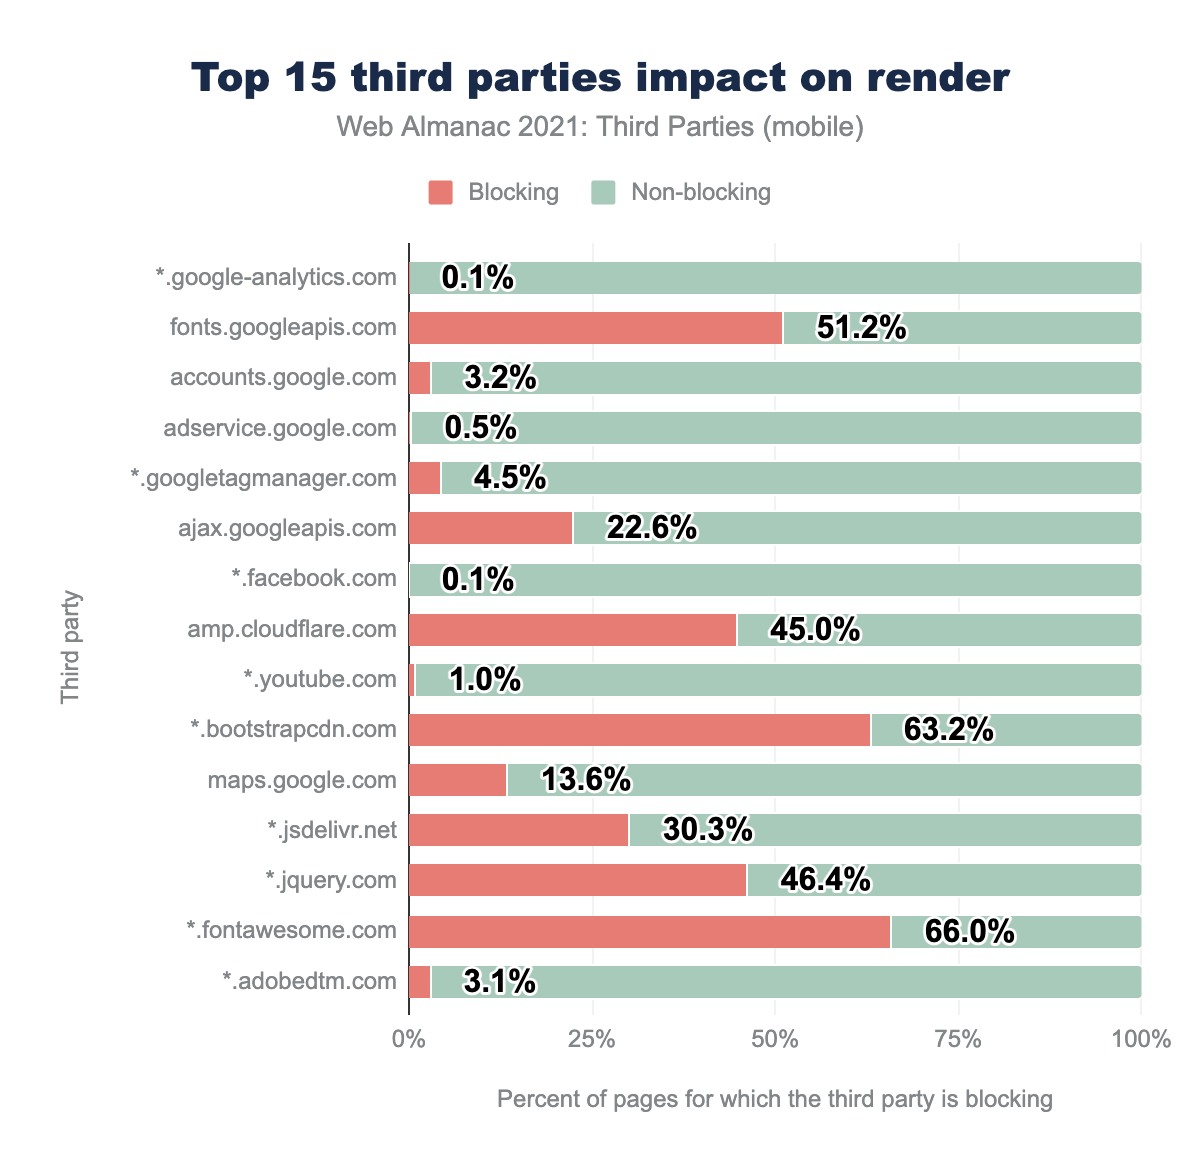 Top 15 third parties impact on render
Web Almanac 2021: Third Parties (mobile)
Blocking Non-blocking
Third party
*.google-analytics.com 0.1%
fonts.googleapis.com 51.2%
accounts.google.com 3.2%
adservice.google.com 0.5%
*.googletagmanager.com 4.5%
ajax.googleapis.com 22.6%
*.facebook.com 0.1%
amp.cloudflare.com 45.0%
*.youtube.com 1.0%
*.bootstrapcdn.com 63.2%
maps.google.com 13.6%
*.jsdelivr.net 30.3%
*.jquery.com 46.4%
*.fontawesome.com 66.0%
*.adobedtm.com 3.1%
0% 25% 50% 75% 100%
Percent of pages for which the third party is blocking